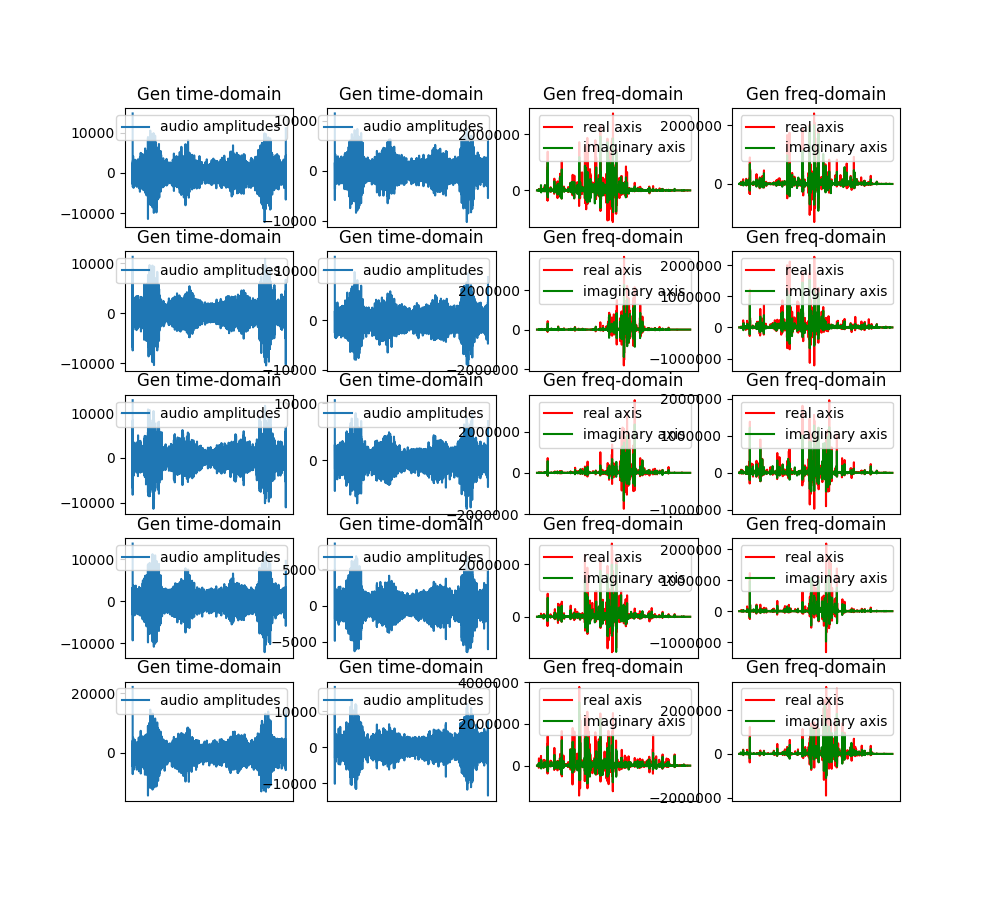 Gen time-domain
10000
0
−10000
audio amplitudes
Gen time-domain
10000
0
−10000
audio amplitudes
Gen freq-domain
2000000
0
real axis
imaginary axis
Gen freq-domain
2000000
0
real axis
imaginary axis
Gen time-domain
10000
0
−10000
audio amplitudes
Gen time-domain
10000
0
−10000
audio amplitudes
Gen freq-domain
2000000
0
−2000000
real axis
imaginary axis
Gen freq-domain
2000000
1000000
0
−1000000
real axis
imaginary axis
Gen time-domain
10000
0
−10000
audio amplitudes
Gen time-domain
10000
0
audio amplitudes
Gen freq-domain
2000000
0
−2000000
real axis
imaginary axis
Gen freq-domain
2000000
1000000
0
−1000000
real axis
imaginary axis
Gen time-domain
10000
0
−10000
audio amplitudes
Gen time-domain
5000
0
−5000
audio amplitudes
Gen freq-domain
2000000
0
real axis
imaginary axis
Gen freq-domain
2000000
1000000
0
−1000000
real axis
imaginary axis
Gen time-domain
20000
0
audio amplitudes
Gen time-domain
10000
0
−10000
audio amplitudes
Gen freq-domain
4000000
2000000
0
real axis
imaginary axis
Gen freq-domain
2000000
0
−2000000
real axis
imaginary axis